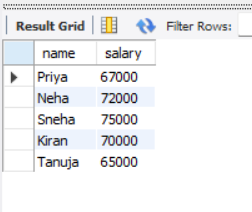 Result Grid Filter Rows:
name salary
Priya 67000
Neha 72000
Sneha 75000
Kiran 70000
Tanuja 65000